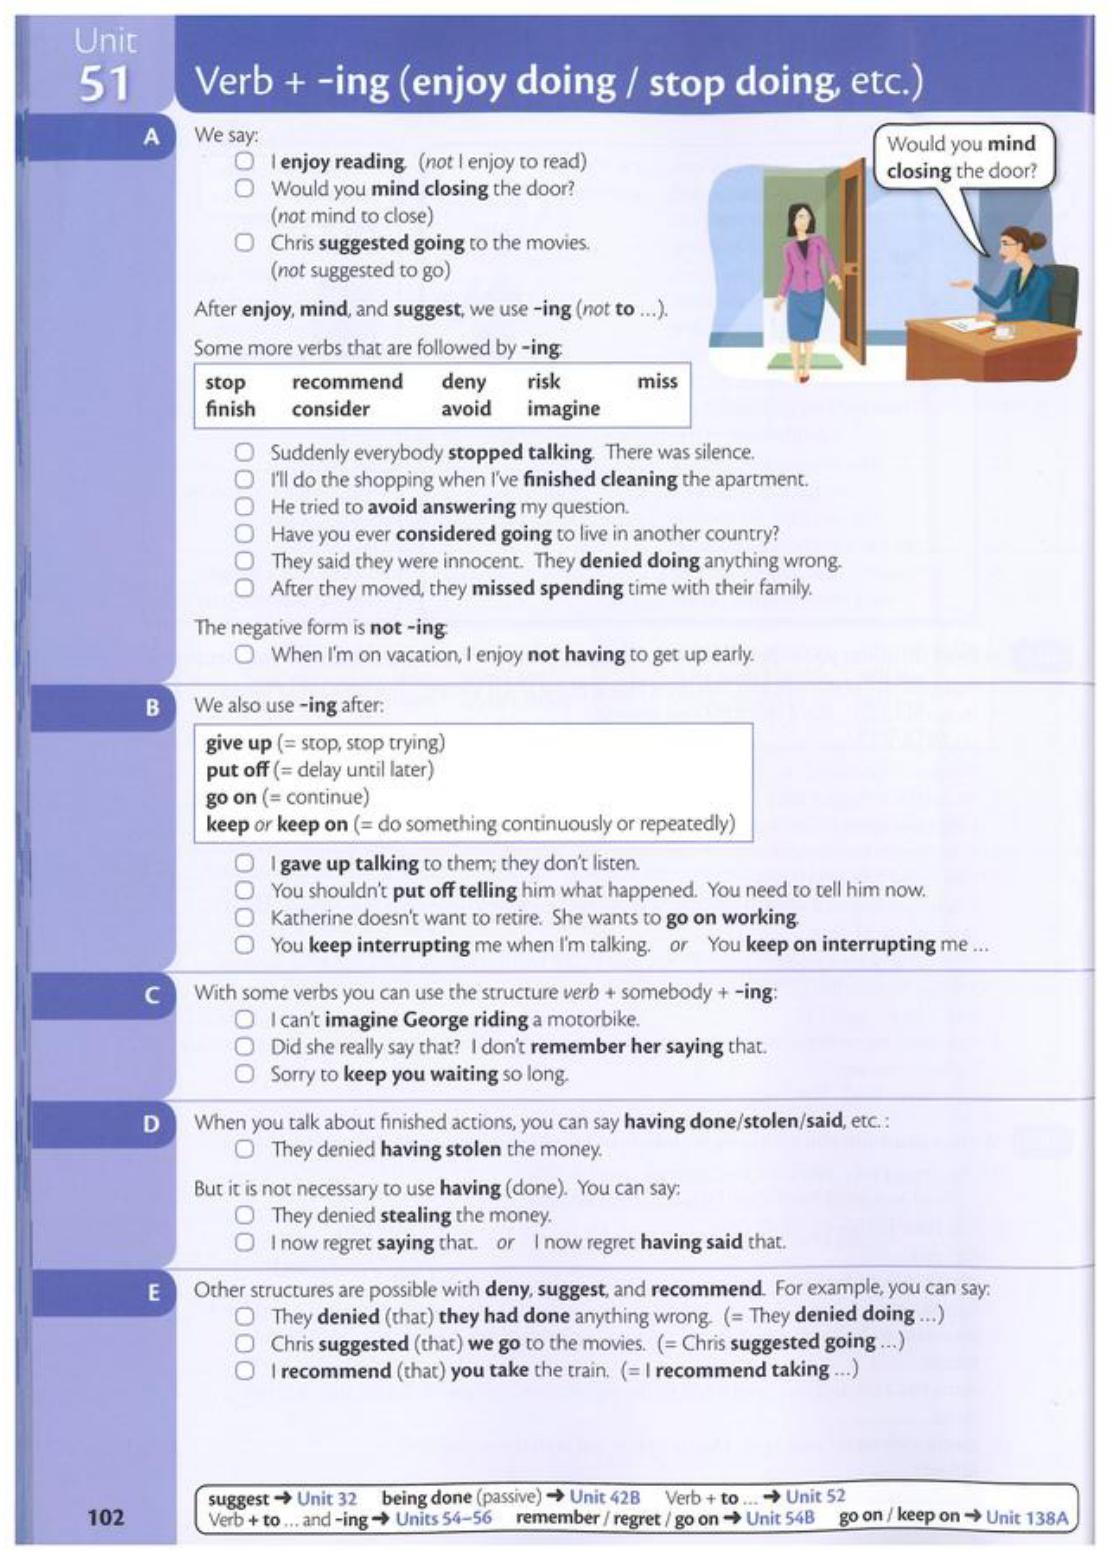 Unit
51
Verb + -ing (enjoy doing / stop doing, etc.)
A
We say:
I enjoy reading. (not I enjoy to read)
Would you mind closing the door?
(not mind to close)
Chris suggested going to the movies.
(not suggested to go)
Would you mind
closing the door?
After enjoy, mind, and suggest, we use -ing (not to ...).
Some more verbs that are followed by -ing:
stop recommend deny risk miss
finish consider avoid imagine
Suddenly everybody stopped talking. There was silence.
I'll do the shopping when I've finished cleaning the apartment.
He tried to avoid answering my question.
Have you ever considered going to live in another country?
They said they were innocent. They denied doing anything wrong.
After they moved, they missed spending time with their family.
The negative form is not -ing:
When I'm on vacation, I enjoy not having to get up early.
B
We also use -ing after:
give up (= stop, stop trying)
put off (= delay until later)
go on (= continue)
keep or keep on (= do something continuously or repeatedly)
I gave up talking to them; they don't listen.
You shouldn't put off telling him what happened. You need to tell him now.
Katherine doesn't want to retire. She wants to go on working.
You keep interrupting me when I'm talking. or You keep on interrupting me ...
C
With some verbs you can use the structure verb + somebody + -ing:
I can't imagine George riding a motorbike.
Did she really say that? I don't remember her saying that.
Sorry to keep you waiting so long.
D
When you talk about finished actions, you can say having done/stolen/said, etc. :
They denied having stolen the money.
But it is not necessary to use having (done). You can say:
They denied stealing the money.
I now regret saying that. or I now regret having said that.
E
Other structures are possible with deny, suggest, and recommend. For example, you can say:
They denied (that) they had done anything wrong. (= They denied doing ...)
Chris suggested (that) we go to the movies. (= Chris suggested going ...)
I recommend (that) you take the train. (= I recommend taking ...)
102
suggest → Unit 32 being done (passive) → Unit 42B Verb + to ... → Unit 52
Verb + to ... and -ing → Units 54–56 remember / regret / go on → Unit 54B go on / keep on → Unit 138A